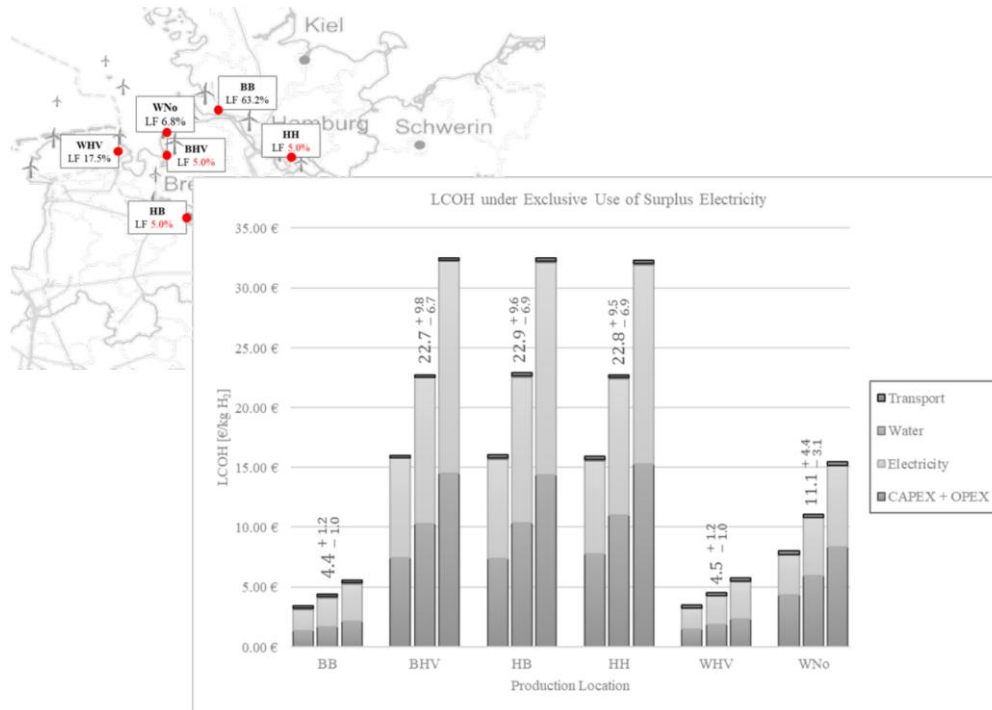 Kiel
BB
LF 63.2%
WNo
LF 6.8%
Hamburg
HH
LF 5.0%
Schwerin
WHV
LF 17.5%
BHV
LF 5.0%
Bre
HB
LF 5.0%
LCOH under Exclusive Use of Surplus Electricity
LCOH [€/kg H₂]
35.00 €
30.00 €
25.00 €
20.00 €
15.00 €
10.00 €
5.00 €
0.00 €
4.4 + 1.2 − 1.0
22.7 + 9.8 − 6.7
22.9 + 9.6 − 6.9
22.8 + 9.5 − 6.9
4.5 + 1.2 − 1.0
11.1 + 4.4 − 3.1
BB
BHV
HB
HH
WHV
WNo
Production Location
Transport
Water
Electricity
CAPEX + OPEX